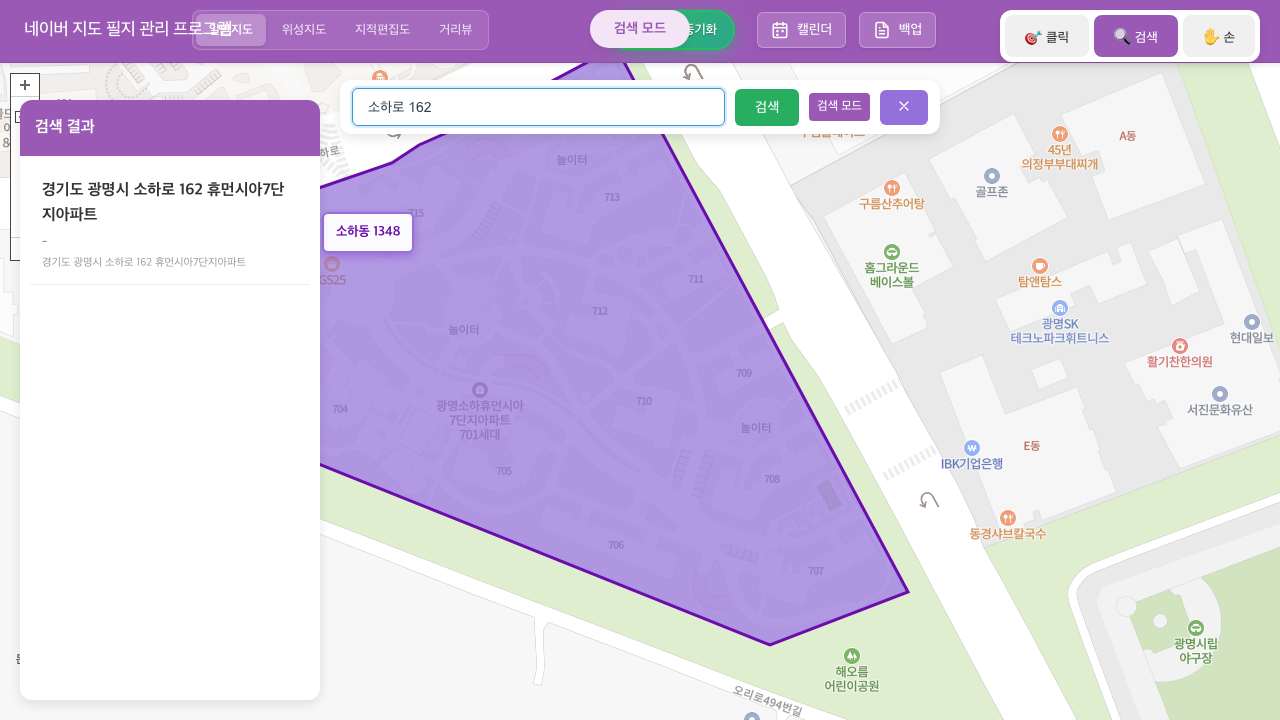 네이버 지도 필지 관리 프로그램
일반지도
위성지도
지적편집도
거리뷰
검색 모드
동기화
캘린더
백업
🎯 클릭
🔍 검색
✋ 손
소하로 162
검색
검색 모드
×
검색 결과
경기도 광명시 소하로 162 휴먼시아7단
지아파트
-
경기도 광명시 소하로 162 휴먼시아7단지아파트
하로
놀이터
713
715
소하동 1348
GS25
711
712
놀이터
709
710
704
광명소하휴먼시아
7단지아파트
701세대
놀이터
705
708
706
707
A동
45년
의정부부대찌개
골프존
구름산추어탕
홈그라운드
베이스볼
탐앤탐스
광명SK
테크노파크휘트니스
현대일보
활기찬한의원
서진문화유산
E동
IBK기업은행
동경샤브칼국수
광명시립
야구장
해오름
어린이공원
오리로494번길